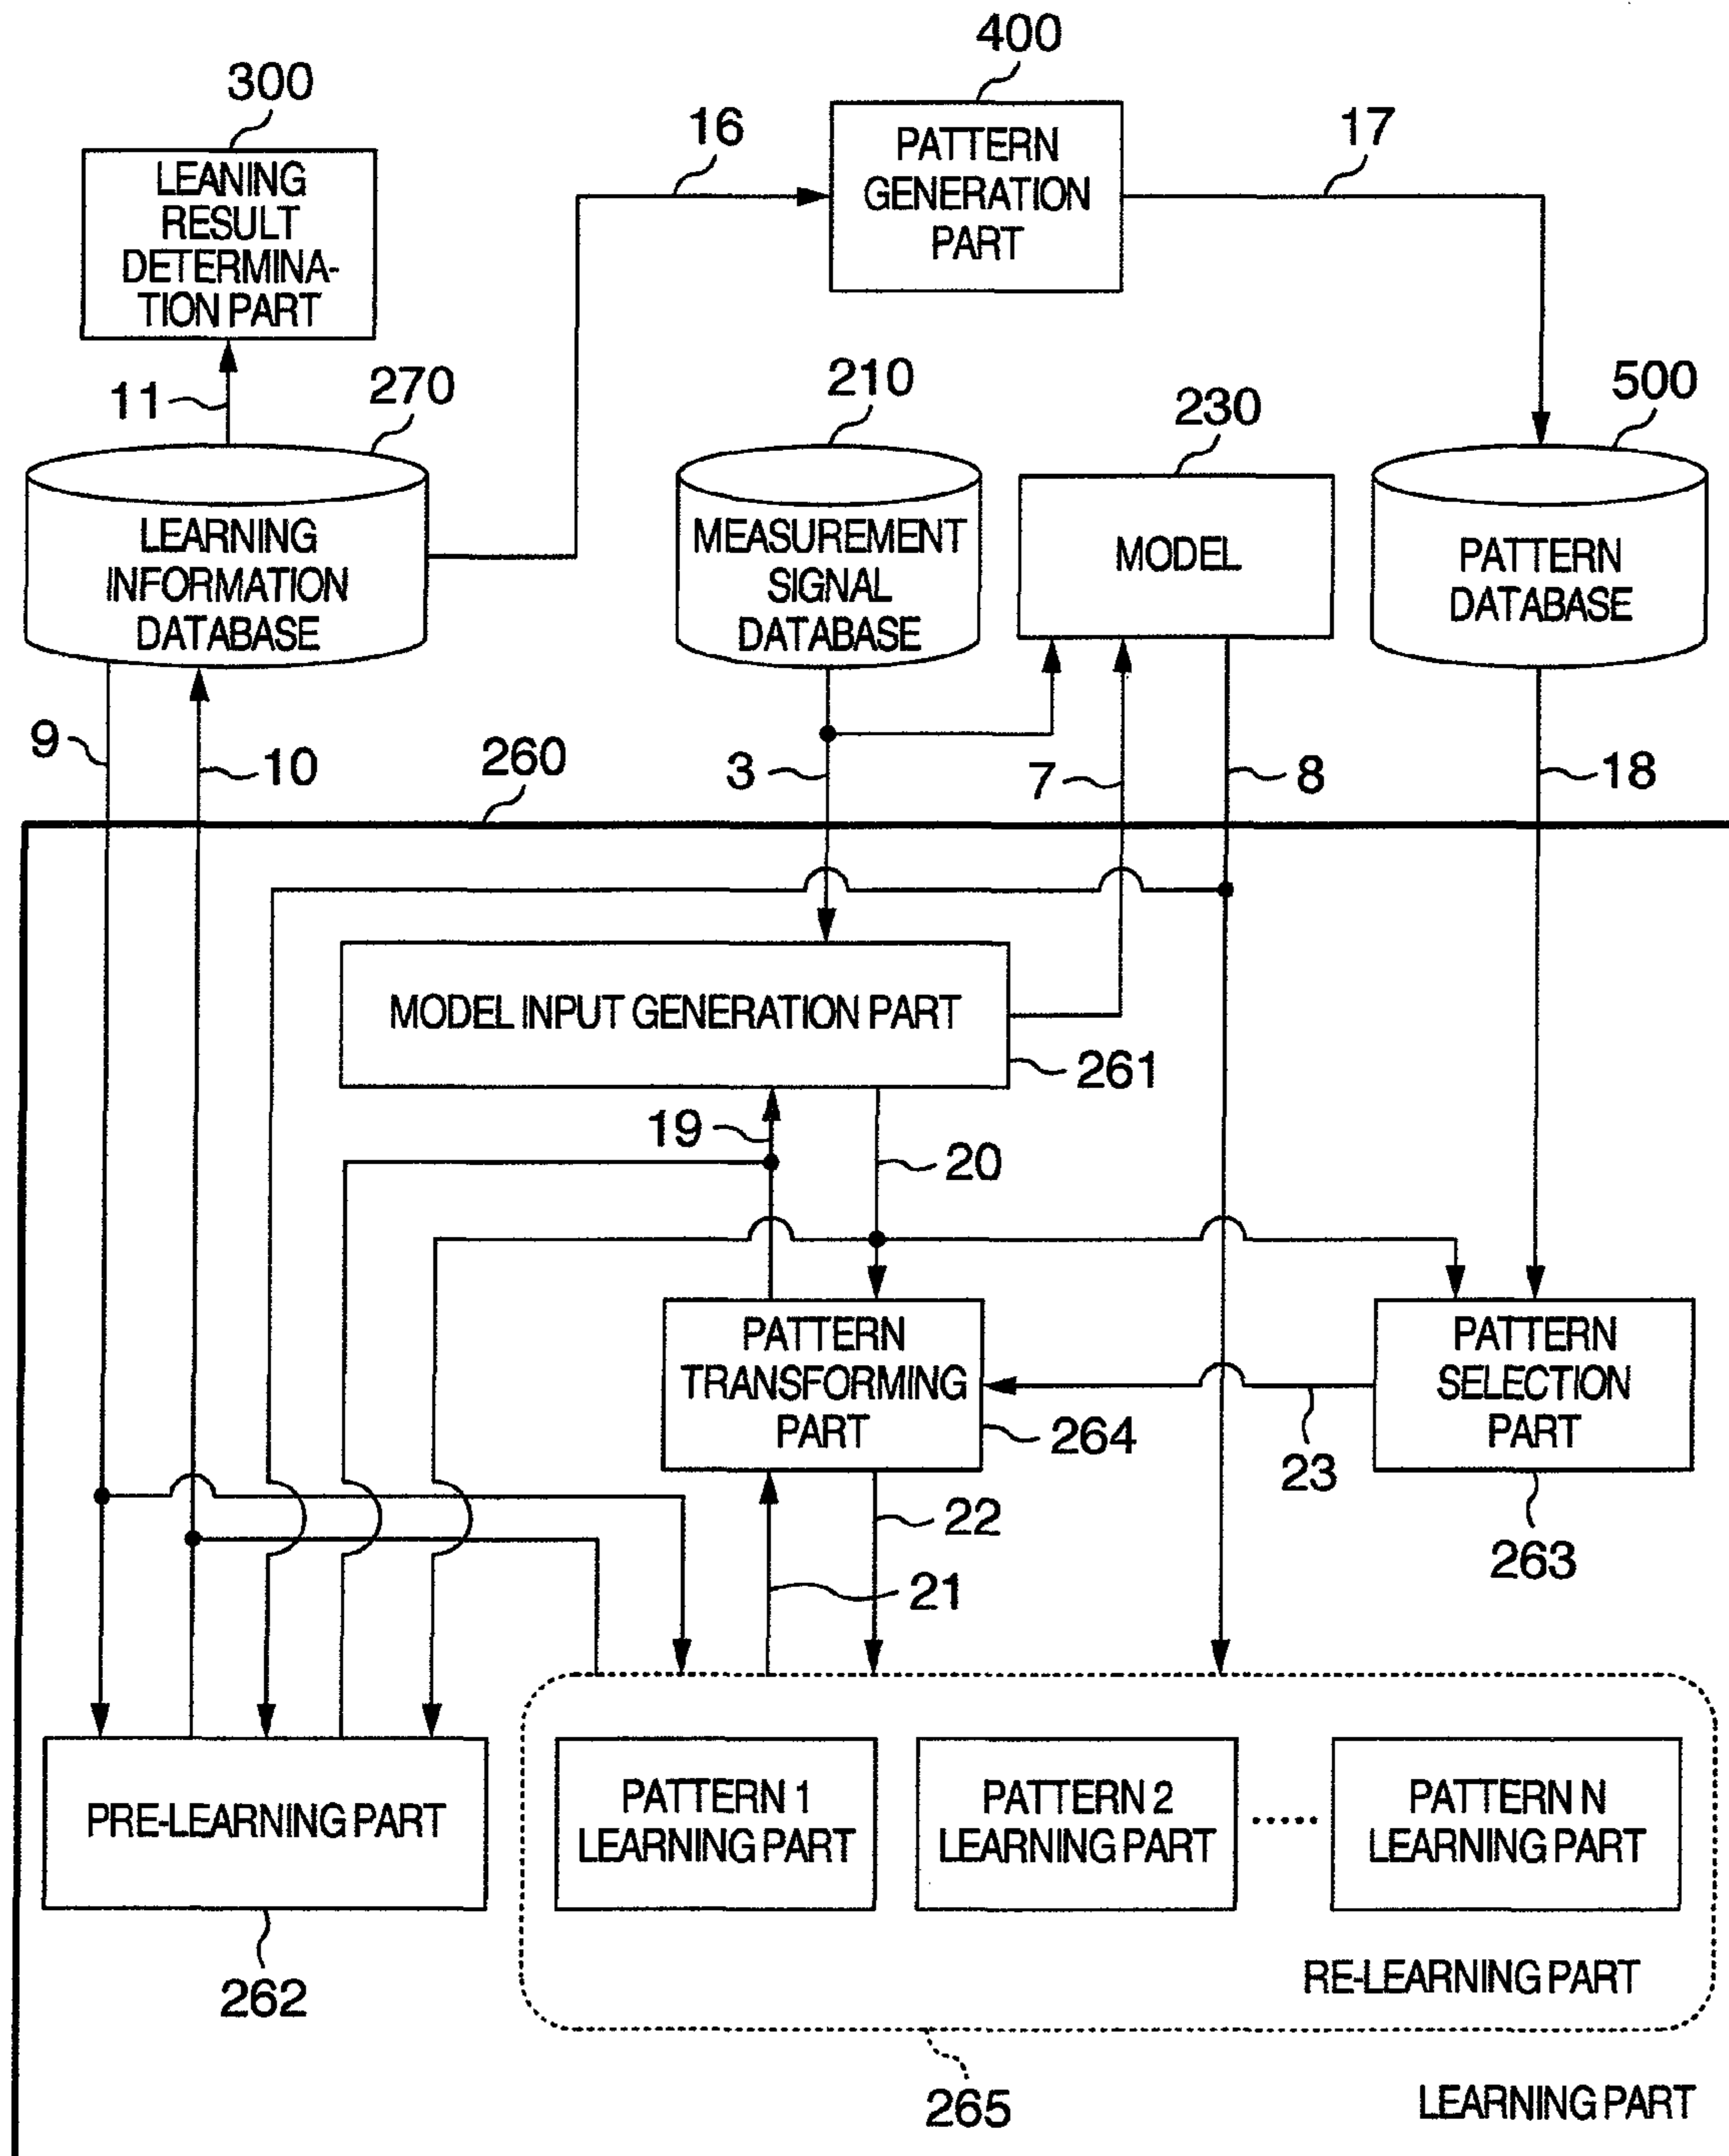 400
300
16
17
PATTERN
GENERATION
PART
LEANING
RESULT
DETERMINA-
TION PART
11
270
210
230
500
LEARNING
INFORMATION
DATABASE
MEASUREMENT
SIGNAL
DATABASE
MODEL
PATTERN
DATABASE
9
10
260
3
7
8
18
MODEL INPUT GENERATION PART
261
19
20
PATTERN
TRANSFORMING
PART
264
PATTERN
SELECTION
PART
23
263
22
21
PRE-LEARNING PART
262
PATTERN 1
LEARNING PART
PATTERN 2
LEARNING PART
......
PATTERN N
LEARNING PART
RE-LEARNING PART
265
LEARNING PART